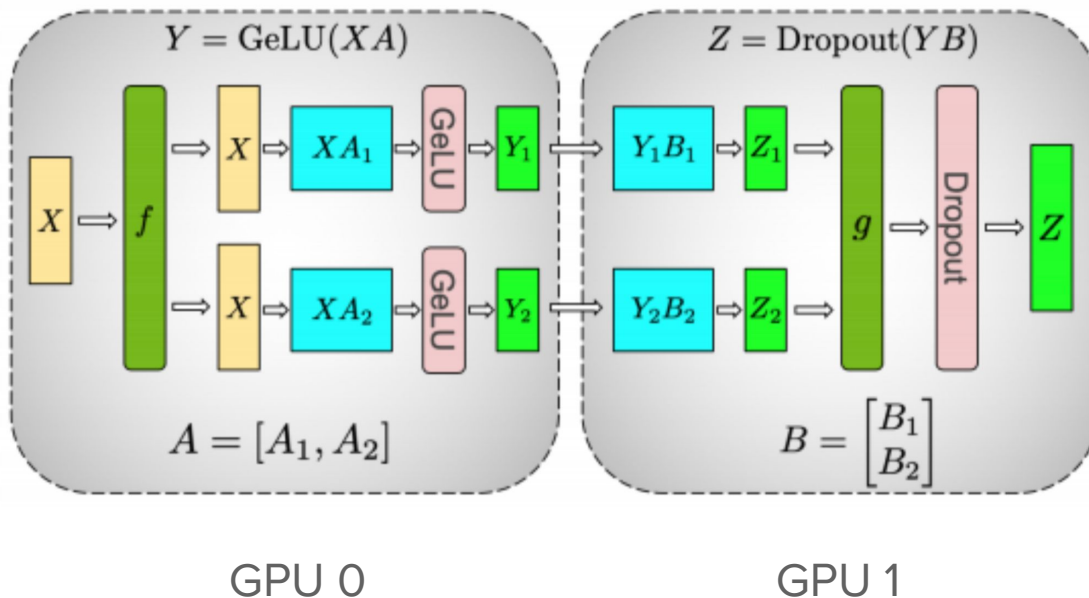 Y = GeLU(XA)
X
f
X
XA₁
GeLU
Y₁
X
XA₂
GeLU
Y₂
A = [A₁, A₂]
Z = Dropout(YB)
Y₁B₁
Z₁
Y₂B₂
Z₂
g
Dropout
Z
B = [B₁
B₂]
GPU 0
GPU 1